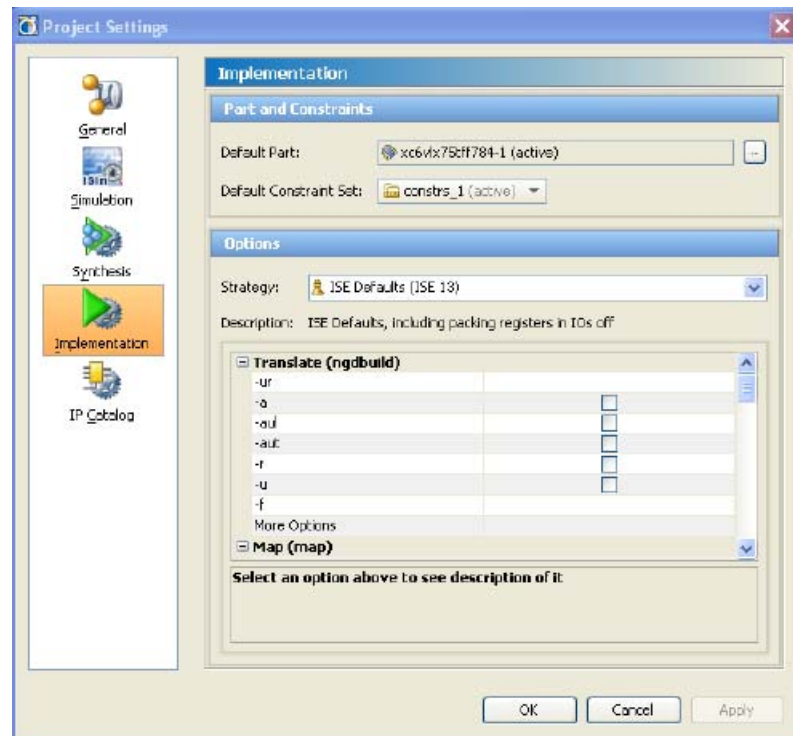 Project Settings
General
ISim
Simulation
Synthesis
Implementation
IP Catalog
Implementation
Part and Constraints
Default Part: xc6vlx75tff784-1 (active) ...
Default Constraint Set: constrs_1 (active)
Options
Strategy: ISE Defaults (ISE 13)
Description: ISE Defaults, including packing registers in IOs off
Translate (ngdbuild)
-ur
-a
-aul
-aut
-r
-u
-f
More Options
Map (map)
Select an option above to see description of it
OK Cancel Apply